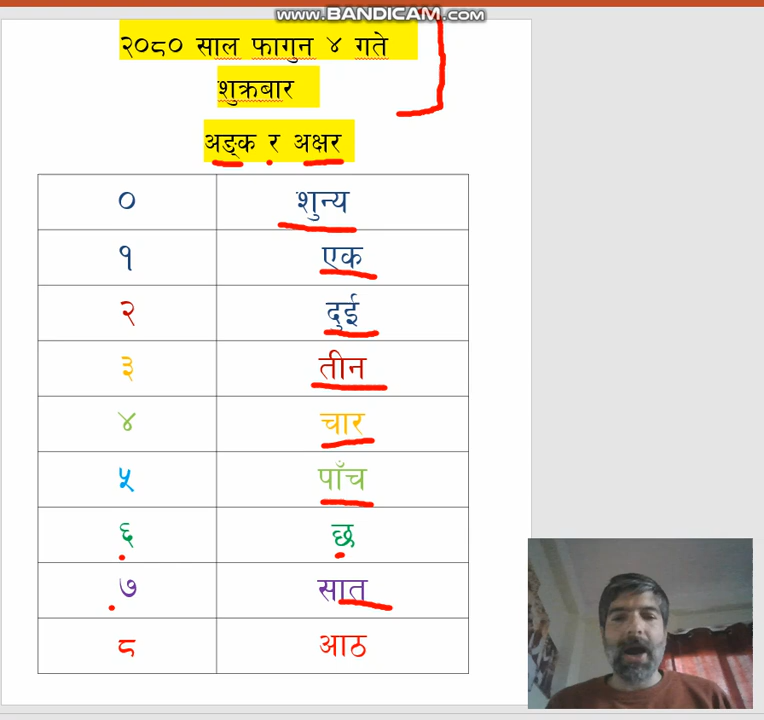 www.BANDICAM.com
२०८० साल फागुन ४ गते
शुक्रबार
अङ्क र अक्षर
० शुन्य
१ एक
२ दुई
३ तीन
४ चार
५ पाँच
६ छ
७ सात
८ आठ